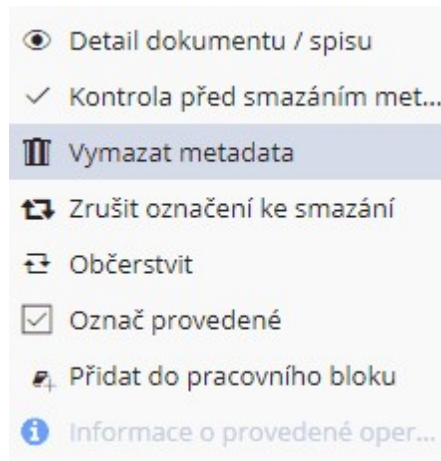 Detail dokumentu / spisu
Kontrola před smazáním met...
Vymazat metadata
Zrušit označení ke smazání
Občerstvit
Označ provedené
Přidat do pracovního bloku
Informace o provedené oper...